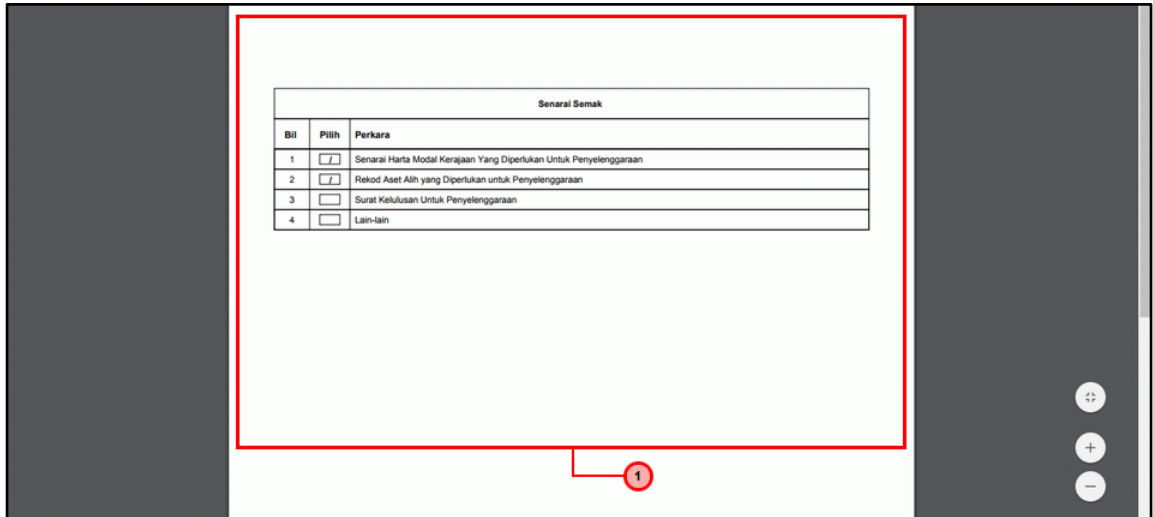 Senarai Semak
Bil Pilih Perkara
1 / Senarai Harta Modal Kerajaan Yang Diperlukan Untuk Penyelenggaraan
2 / Rekod Aset Alih yang Diperlukan untuk Penyelenggaraan
3 Surat Kelulusan Untuk Penyelenggaraan
4 Lain-lain
1